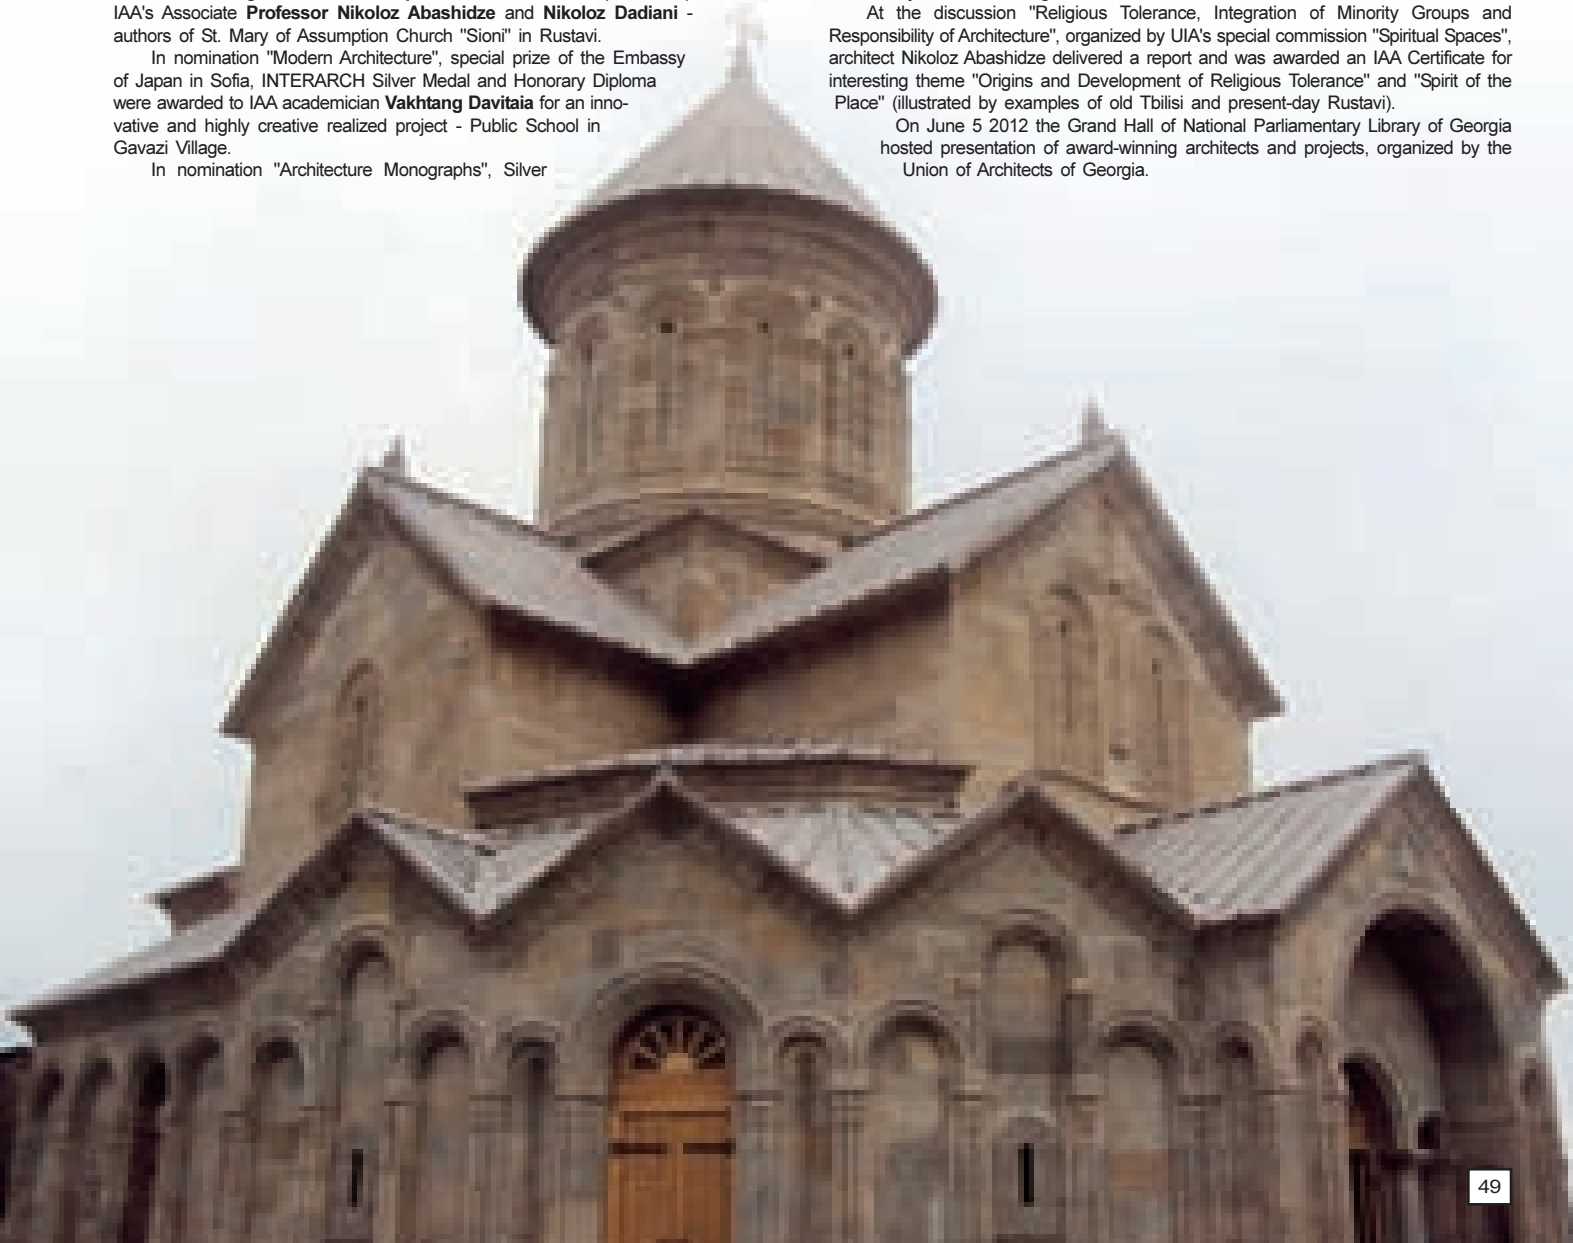 IAA's Associate Professor Nikoloz Abashidze and Nikoloz Dadiani -
authors of St. Mary of Assumption Church "Sioni" in Rustavi.
In nomination "Modern Architecture", special prize of the Embassy
of Japan in Sofia, INTERARCH Silver Medal and Honorary Diploma
were awarded to IAA academician Vakhtang Davitaia for an inno-
vative and highly creative realized project - Public School in
Gavazi Village.
In nomination "Architecture Monographs", Silver
At the discussion "Religious Tolerance, Integration of Minority Groups and
Responsibility of Architecture", organized by UIA's special commission "Spiritual Spaces",
architect Nikoloz Abashidze delivered a report and was awarded an IAA Certificate for
interesting theme "Origins and Development of Religious Tolerance" and "Spirit of the
Place" (illustrated by examples of old Tbilisi and present-day Rustavi).
On June 5 2012 the Grand Hall of National Parliamentary Library of Georgia
hosted presentation of award-winning architects and projects, organized by the
Union of Architects of Georgia.
49